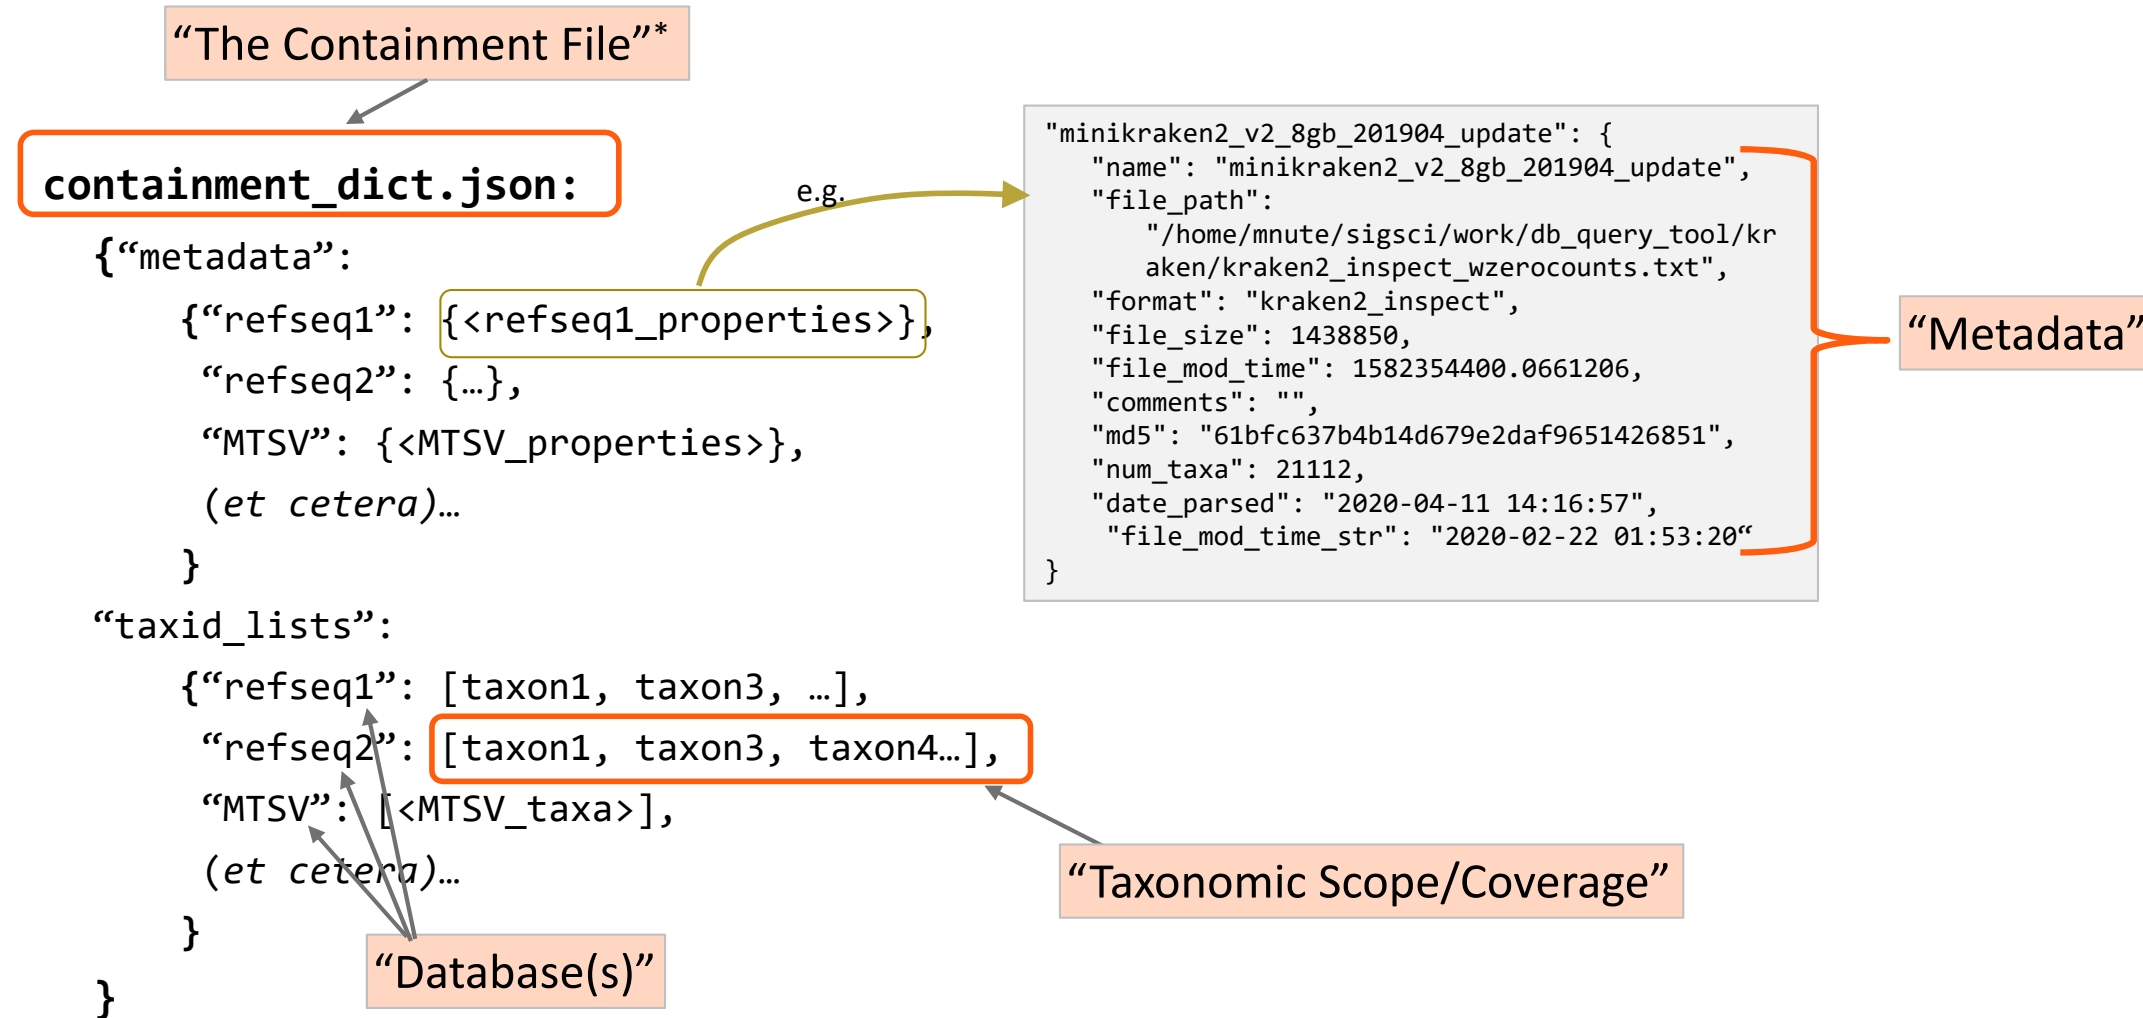 “The Containment File”*
containment_dict.json:
{“metadata”:
{“refseq1”: {<refseq1_properties>},
“refseq2”: {…},
“MTSV”: {<MTSV_properties>},
(et cetera)…
}
“taxid_lists”:
{“refseq1”: [taxon1, taxon3, …],
“refseq2”: [taxon1, taxon3, taxon4…],
“MTSV”: [<MTSV_taxa>],
(et cetera)…
}
}
“Database(s)”
“Taxonomic Scope/Coverage”
e.g.
"minikraken2_v2_8gb_201904_update": {
"name": "minikraken2_v2_8gb_201904_update",
"file_path":
"/home/mnute/sigsci/work/db_query_tool/kr
aken/kraken2_inspect_wzerocounts.txt",
"format": "kraken2_inspect",
"file_size": 1438850,
"file_mod_time": 1582354400.0661206,
"comments": "",
"md5": "61bfc637b4b14d679e2daf9651426851",
"num_taxa": 21112,
"date_parsed": "2020-04-11 14:16:57",
"file_mod_time_str": "2020-02-22 01:53:20“
}
“Metadata”